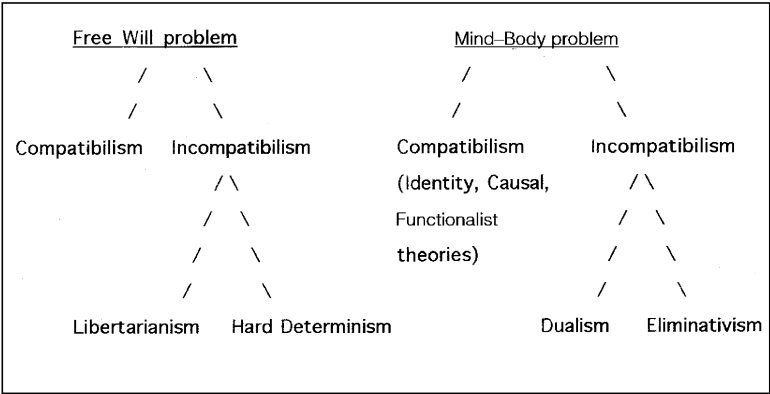 Free Will problem
Mind–Body problem
Compatibilism Incompatibilism
Compatibilism Incompatibilism
(Identity, Causal,
Functionalist
theories)
Libertarianism Hard Determinism
Dualism Eliminativism